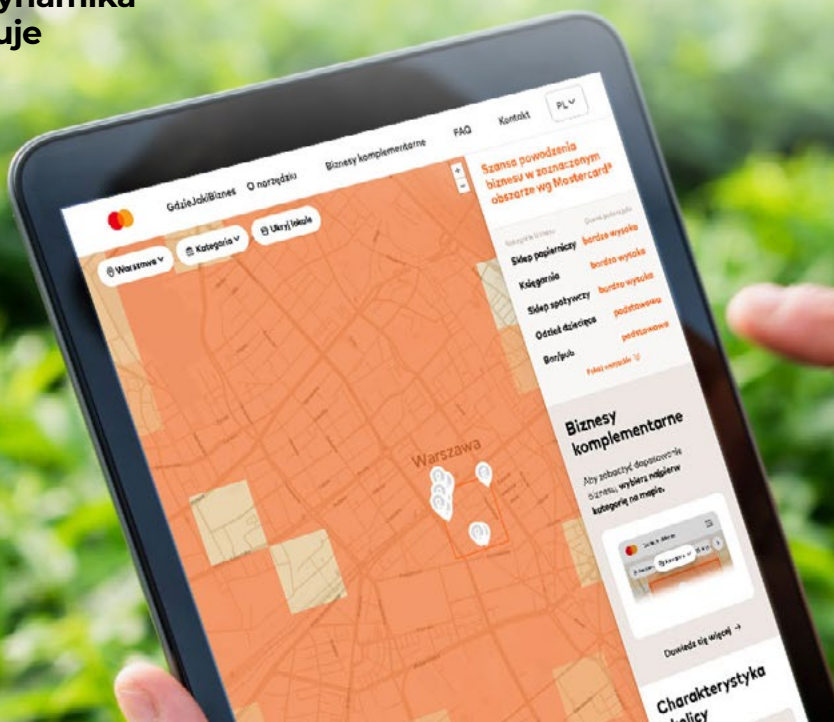 ynamika
uje
GdzieJakiBiznes O narzędziu Biznesy komplementarne FAQ Kontakt PL
Warszawa Kategoria Ukryj lokale
+
-
Warszawa
Szansa powodzenia
biznesu w zaznaczonym
obszarze wg Mastercard*
Kategoria biznesu
Sklep papierniczy bardzo wysoka
Księgarnia bardzo wysoka
Sklep spożywczy bardzo wysoka
Odzież dziecięca podstawowa
Bar/pub podstawowa
Pokaż wszystkie
Biznesy
komplementarne
Aby zobaczyć dopasowanie
biznesu, wybierz najpierw
kategorię na mapie.
Dowiedz się więcej →
Charakterystyka
okolicy